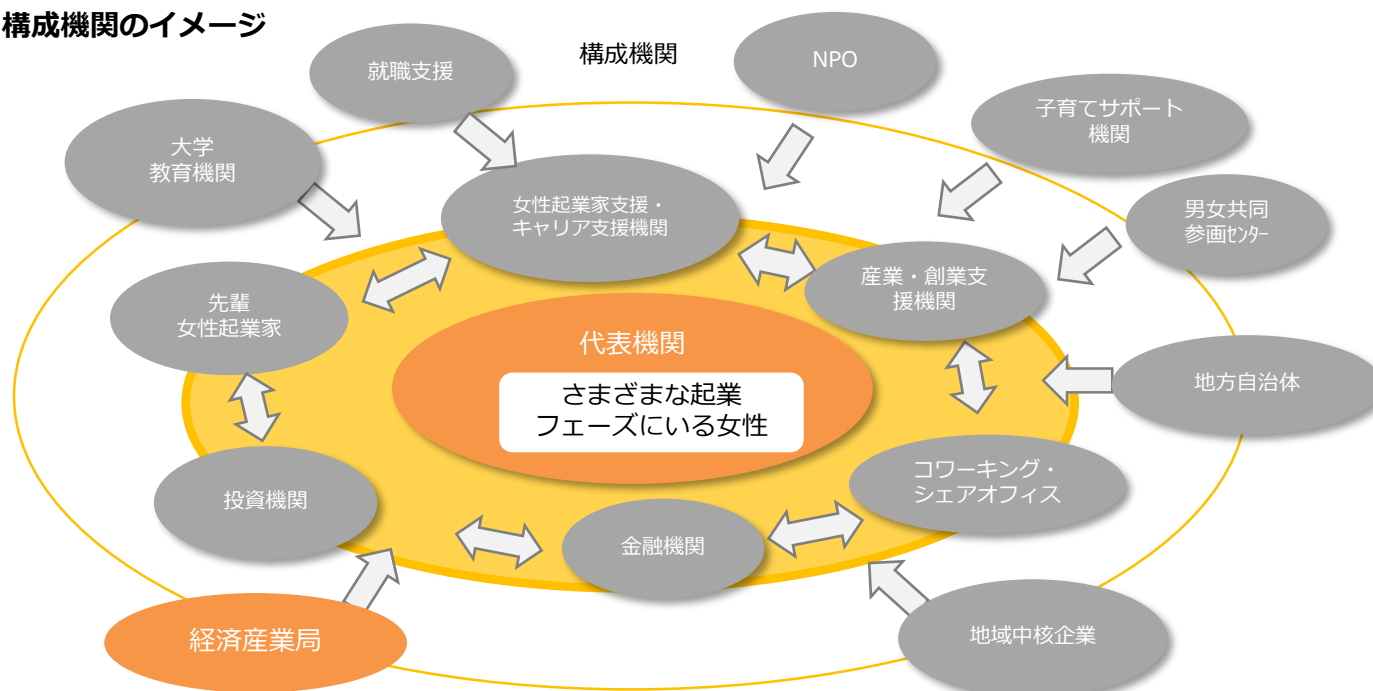 構成機関のイメージ
構成機関
就職支援
NPO
子育てサポート
機関
大学
教育機関
女性起業家支援・
キャリア支援機関
男女共同
参画ｾﾝﾀｰ
産業・創業支
援機関
先輩
女性起業家
代表機関
さまざまな起業
フェーズにいる女性
地方自治体
投資機関
コワーキング・
シェアオフィス
金融機関
経済産業局
地域中核企業